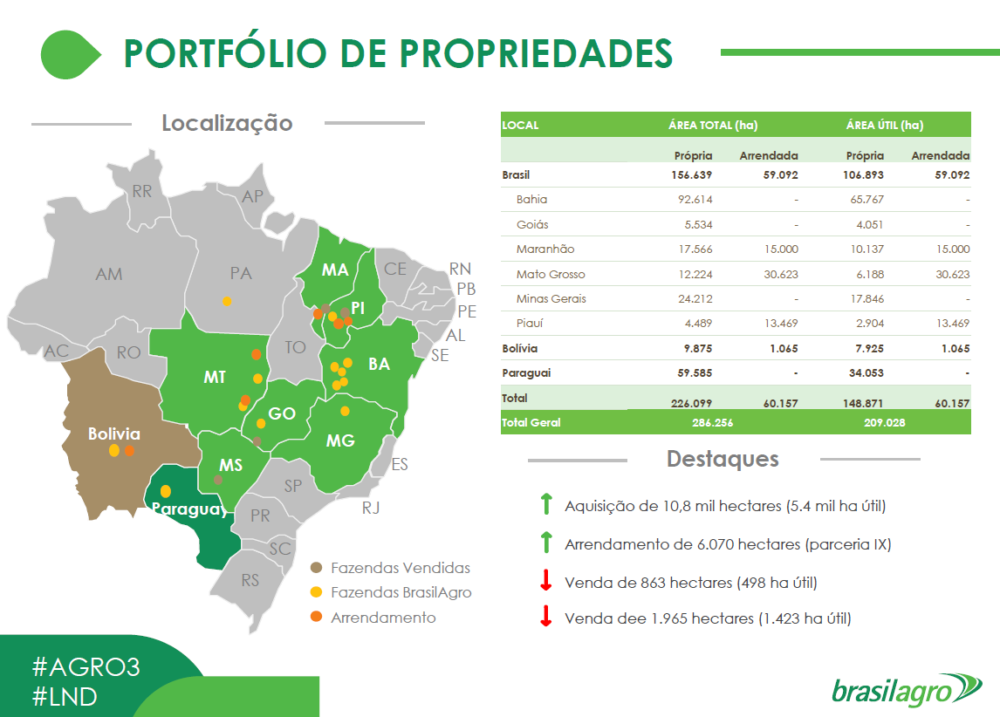 PORTFÓLIO DE PROPRIEDADES
Localização
RR
AP
AM
PA
MA
CE
RN
PB
PI
PE
AL
SE
AC
RO
TO
BA
MT
GO
Bolivia
MG
MS
ES
SP
Paraguay
RJ
PR
SC
RS
Fazendas Vendidas
Fazendas BrasilAgro
Arrendamento
LOCAL ÁREA TOTAL (ha) ÁREA ÚTIL (ha)
Própria Arrendada Própria Arrendada
Brasil 156.639 59.092 106.893 59.092
Bahia 92.614 - 65.767 -
Goiás 5.534 - 4.051 -
Maranhão 17.566 15.000 10.137 15.000
Mato Grosso 12.224 30.623 6.188 30.623
Minas Gerais 24.212 - 17.846 -
Piauí 4.489 13.469 2.904 13.469
Bolívia 9.875 1.065 7.925 1.065
Paraguai 59.585 - 34.053 -
Total 226.099 60.157 148.871 60.157
Total Geral 286.256 209.028
Destaques
Aquisição de 10,8 mil hectares (5.4 mil ha útil)
Arrendamento de 6.070 hectares (parceria IX)
Venda de 863 hectares (498 ha útil)
Venda dee 1.965 hectares (1.423 ha útil)
#AGRO3
#LND
brasilagro